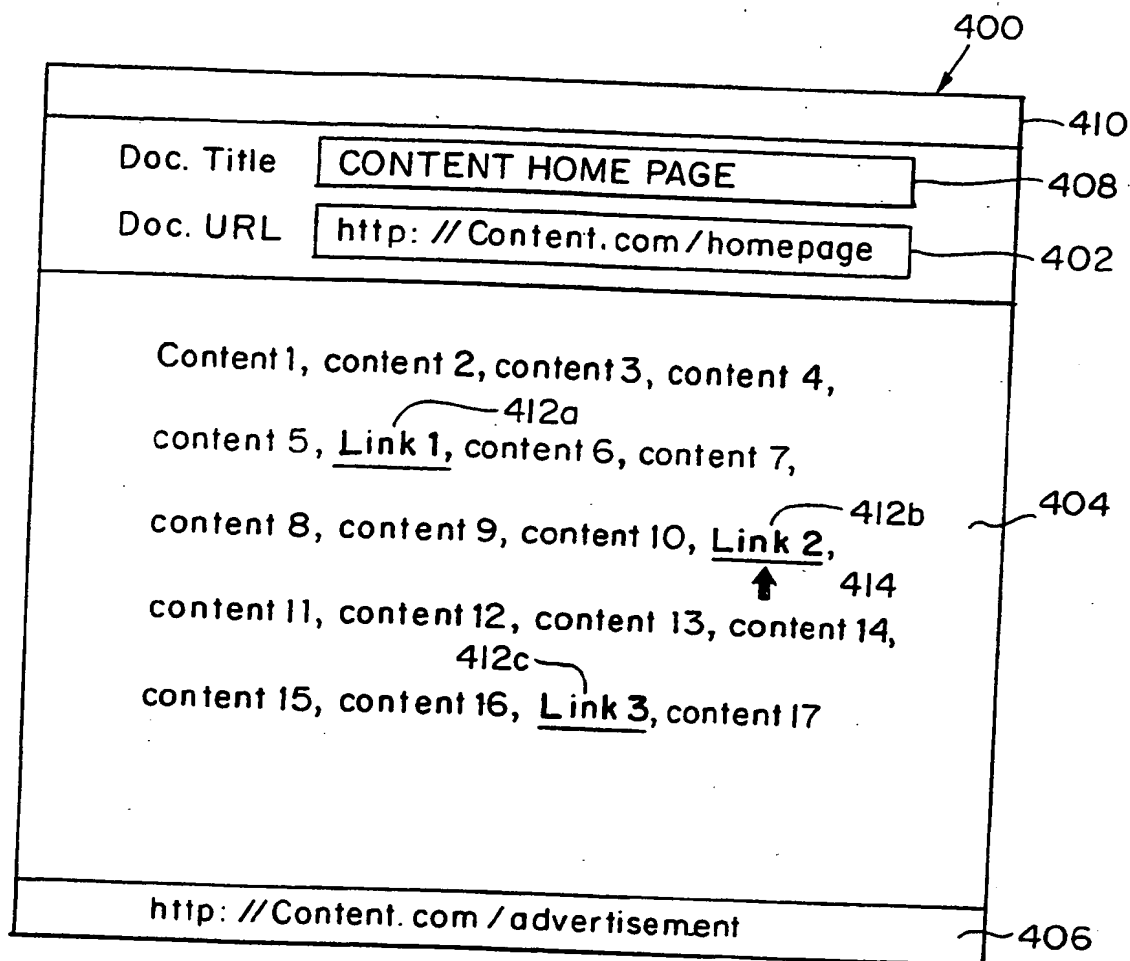 400
410
Doc. Title CONTENT HOME PAGE 408
Doc. URL http: //Content.com/homepage 402
Content 1, content 2, content 3, content 4,
412a
content 5, Link 1, content 6, content 7,
412b 404
content 8, content 9, content 10, Link 2,
414
content 11, content 12, content 13, content 14,
412c
content 15, content 16, Link 3, content 17
http: //Content.com/advertisement 406